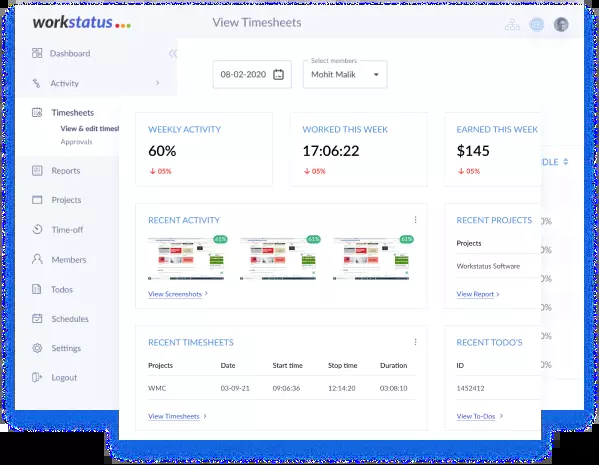 workstatus...
View Timesheets
Dashboard
08-02-2020
Select members
Mohit Malik
Activity
Timesheets
View & edit timesh
Approvals
Reports
Projects
Time-off
Members
Todos
Schedules
Settings
Logout
WEEKLY ACTIVITY
60%
05%
WORKED THIS WEEK
17:06:22
05%
EARNED THIS WEEK
$145
05%
DLE
0%
0%
0%
0%
0%
0%
RECENT ACTIVITY
61% 61% 61%
View Screenshots
RECENT PROJECTS
Projects
Workstatus Software
View Report
RECENT TIMESHEETS
Projects Date Start time Stop time Duration
WMC 03-09-21 09:06:36 12:14:20 03:08:10
View Timesheets
RECENT TODO'S
ID
1452412
View To-Dos